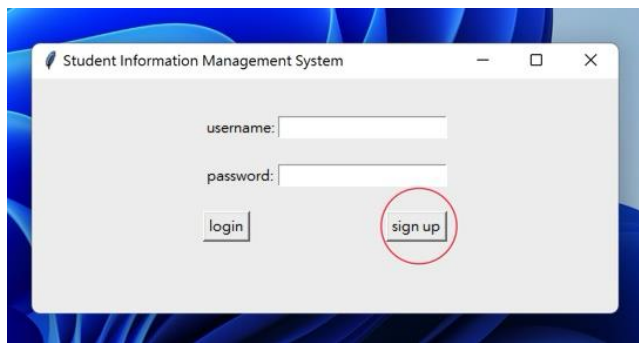 Student Information Management System
username:
password:
login sign up